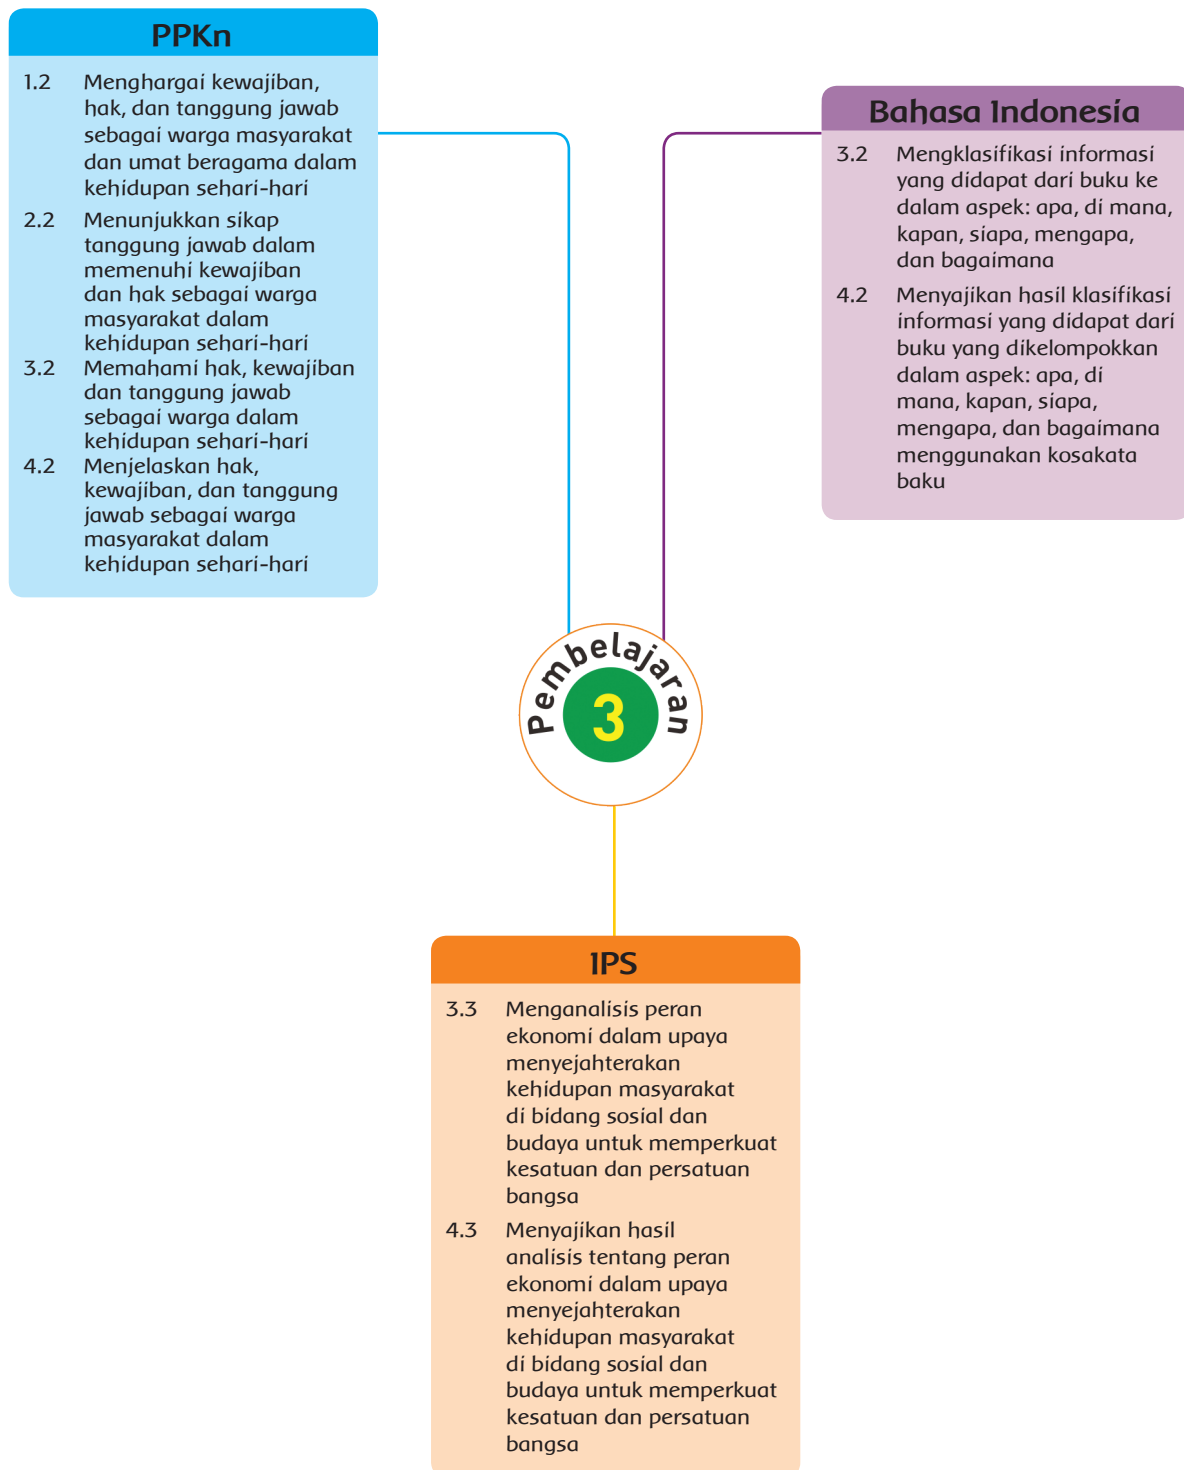 PPKn
1.2 Menghargai kewajiban,
hak, dan tanggung jawab
sebagai warga masyarakat
dan umat beragama dalam
kehidupan sehari-hari
2.2 Menunjukkan sikap
tanggung jawab dalam
memenuhi kewajiban
dan hak sebagai warga
masyarakat dalam
kehidupan sehari-hari
3.2 Memahami hak, kewajiban
dan tanggung jawab
sebagai warga dalam
kehidupan sehari-hari
4.2 Menjelaskan hak,
kewajiban, dan tanggung
jawab sebagai warga
masyarakat dalam
kehidupan sehari-hari
Bahasa Indonesia
3.2 Mengklasifikasi informasi
yang didapat dari buku ke
dalam aspek: apa, di mana,
kapan, siapa, mengapa,
dan bagaimana
4.2 Menyajikan hasil klasifikasi
informasi yang didapat dari
buku yang dikelompokkan
dalam aspek: apa, di
mana, kapan, siapa,
mengapa, dan bagaimana
menggunakan kosakata
baku
Pembelajaran
3
IPS
3.3 Menganalisis peran
ekonomi dalam upaya
menyejahterakan
kehidupan masyarakat
di bidang sosial dan
budaya untuk memperkuat
kesatuan dan persatuan
bangsa
4.3 Menyajikan hasil
analisis tentang peran
ekonomi dalam upaya
menyejahterakan
kehidupan masyarakat
di bidang sosial dan
budaya untuk memperkuat
kesatuan dan persatuan
bangsa